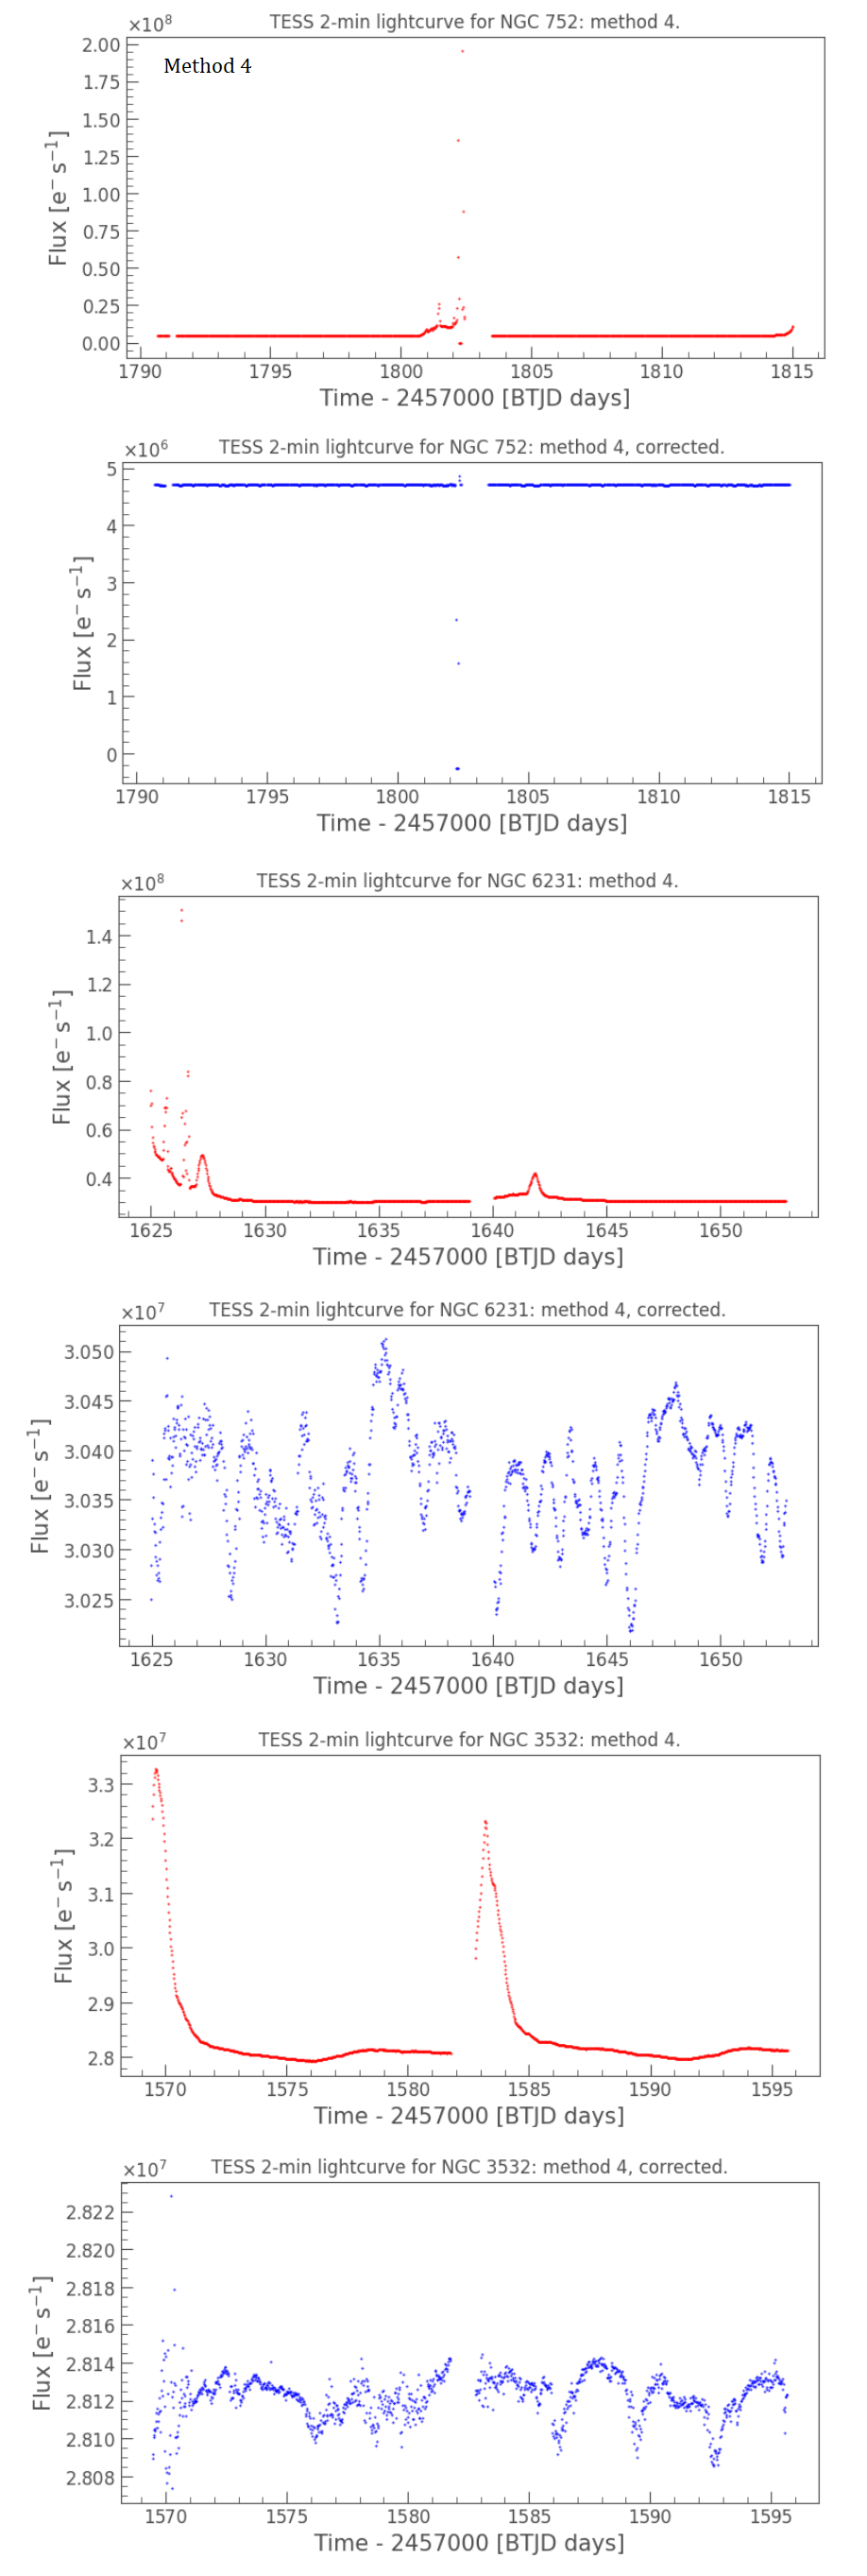 ×10⁸
TESS 2-min lightcurve for NGC 752: method 4.
Method 4
2.00
1.75
1.50
1.25
1.00
0.75
0.50
0.25
0.00
Flux [e⁻ s⁻¹]
1790 1795 1800 1805 1810 1815
Time - 2457000 [BTJD days]
×10⁶
TESS 2-min lightcurve for NGC 752: method 4, corrected.
5
4
3
2
1
0
Flux [e⁻ s⁻¹]
1790 1795 1800 1805 1810 1815
Time - 2457000 [BTJD days]
×10⁸
TESS 2-min lightcurve for NGC 6231: method 4.
1.4
1.2
1.0
0.8
0.6
0.4
Flux [e⁻ s⁻¹]
1625 1630 1635 1640 1645 1650
Time - 2457000 [BTJD days]
×10⁷
TESS 2-min lightcurve for NGC 6231: method 4, corrected.
3.050
3.045
3.040
3.035
3.030
3.025
Flux [e⁻ s⁻¹]
1625 1630 1635 1640 1645 1650
Time - 2457000 [BTJD days]
×10⁷
TESS 2-min lightcurve for NGC 3532: method 4.
3.3
3.2
3.1
3.0
2.9
2.8
Flux [e⁻ s⁻¹]
1570 1575 1580 1585 1590 1595
Time - 2457000 [BTJD days]
×10⁷
TESS 2-min lightcurve for NGC 3532: method 4, corrected.
2.822
2.820
2.818
2.816
2.814
2.812
2.810
2.808
Flux [e⁻ s⁻¹]
1570 1575 1580 1585 1590 1595
Time - 2457000 [BTJD days]